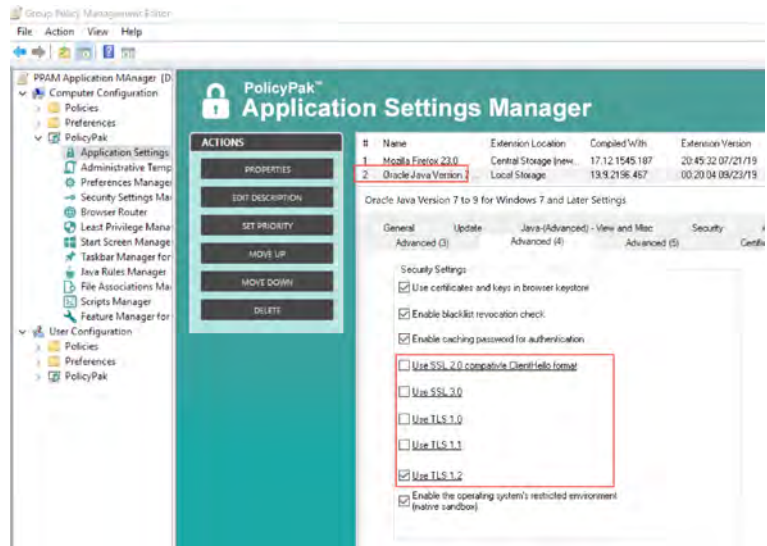 Group Policy Management Editor
File Action View Help
PPAM Application MAnager [D
Computer Configuration
Policies
Preferences
PolicyPak
Application Settings
Administrative Temp
Preferences Manage
Security Settings Ma
Browser Router
Least Privilege Mana
Start Screen Manage
Taskbar Manager for
Java Rules Manager
File Associations Ma
Scripts Manager
Feature Manager for
User Configuration
Policies
Preferences
PolicyPak
PolicyPak™
Application Settings Manager
ACTIONS
PROPERTIES
EDIT DESCRIPTION
SET PRIORITY
MOVE UP
MOVE DOWN
DELETE
# Name Extension Location Compiled With Extension Version
1 Mozilla Firefox 23.0 Central Storage (new... 17.12.1545.187 20:45:32 07/21/19
2 Oracle Java Version 7 ... Local Storage 19.9.2196.467 00:20:04 09/23/19
Oracle Java Version 7 to 9 for Windows 7 and Later Settings
General Update Java-(Advanced) - View and Misc Security
Advanced (3) Advanced (4) Advanced (5) Certific
Security Settings
Use certificates and keys in browser keystore
Enable blacklist revocation check
Enable caching password for authentication
Use SSL 2.0 compatible ClientHello format
Use SSL 3.0
Use TLS 1.0
Use TLS 1.1
Use TLS 1.2
Enable the operating system's restricted environment
(native sandbox)